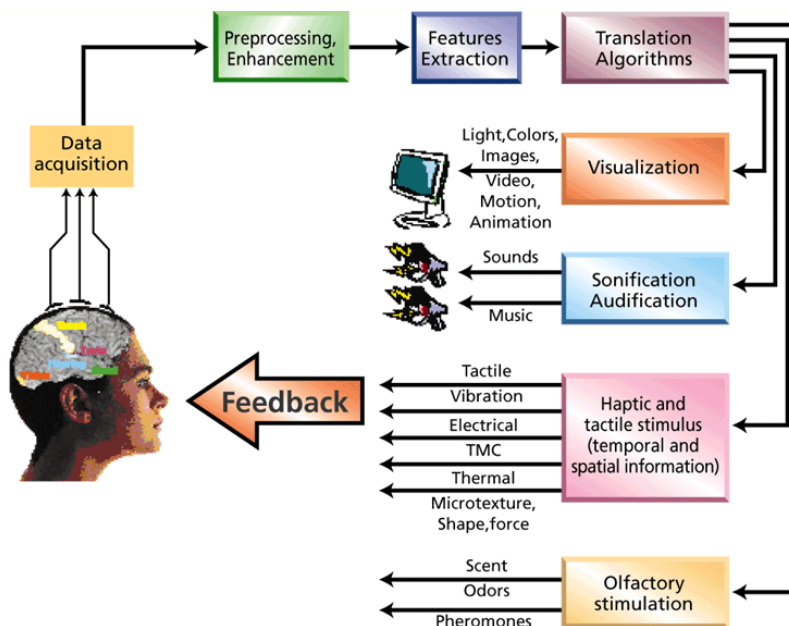 Preprocessing,
Enhancement
Features
Extraction
Translation
Algorithms
Data
acquisition
Light,Colors,
Images,
Video,
Motion,
Animation
Visualization
Sounds
Music
Sonification
Audification
Feedback
Tactile
Vibration
Electrical
TMC
Thermal
Microtexture,
Shape,force
Haptic and
tactile stimulus
(temporal and
spatial information)
Scent
Odors
Pheromones
Olfactory
stimulation